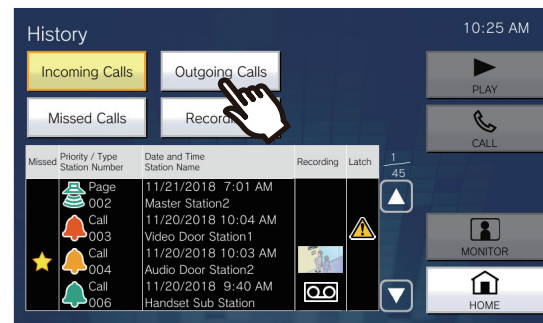 History
10:25 AM
Incoming Calls
Outgoing Calls
Missed Calls
PLAY
CALL
Missed
Priority / Type
Station Number
Date and Time
Station Name
Recording
Latch
1
45
Page
002
11/21/2018 7:01 AM
Master Station2
Call
003
11/20/2018 10:04 AM
Video Door Station1
Call
004
11/20/2018 10:03 AM
Audio Door Station2
Call
006
11/20/2018 9:40 AM
Handset Sub Station
MONITOR
HOME